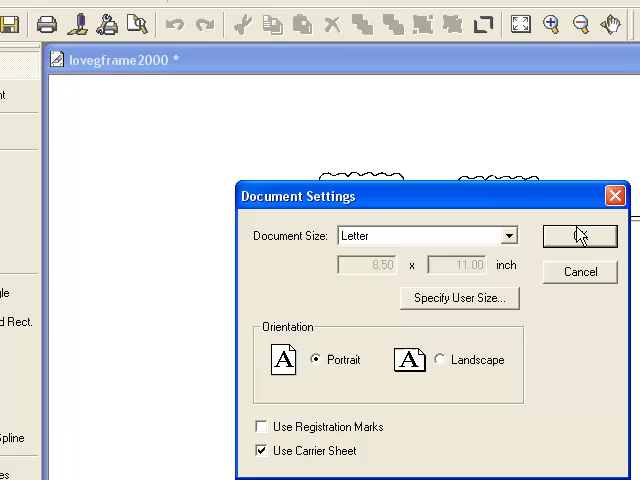 lovegframe2000 *
nt
Document Settings
Document Size: Letter
8.50 x 11.00 inch
Cancel
Specify User Size...
gle
d Rect.
Orientation
A Portrait A Landscape
Use Registration Marks
Spline
Use Carrier Sheet
es